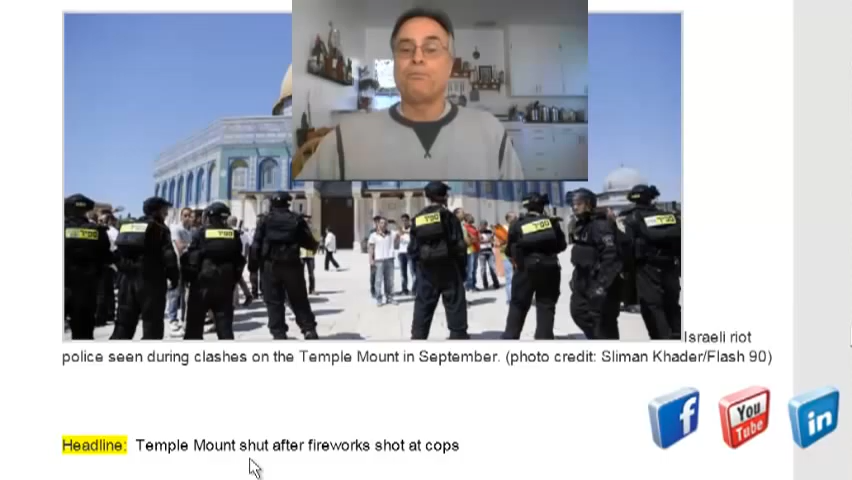 Israeli riot
police seen during clashes on the Temple Mount in September. (photo credit: Sliman Khader/Flash 90)
Headline: Temple Mount shut after fireworks shot at cops
f
You
Tube
in